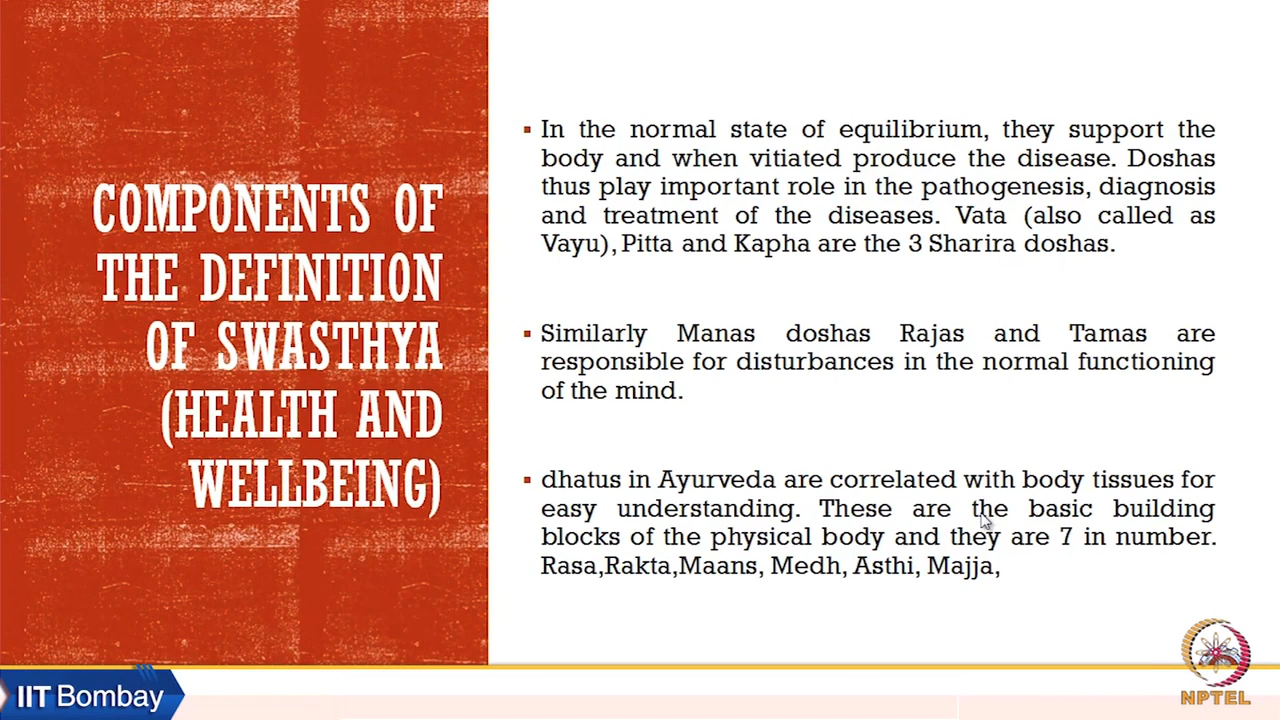 COMPONENTS OF
THE DEFINITION
OF SWASTHYA
(HEALTH AND
WELLBEING)
In the normal state of equilibrium, they support the
body and when vitiated produce the disease. Doshas
thus play important role in the pathogenesis, diagnosis
and treatment of the diseases. Vata (also called as
Vayu), Pitta and Kapha are the 3 Sharira doshas.
Similarly Manas doshas Rajas and Tamas are
responsible for disturbances in the normal functioning
of the mind.
dhatus in Ayurveda are correlated with body tissues for
easy understanding. These are the basic building
blocks of the physical body and they are 7 in number.
Rasa,Rakta,Maans, Medh, Asthi, Majja,
IIT Bombay
NPTEL